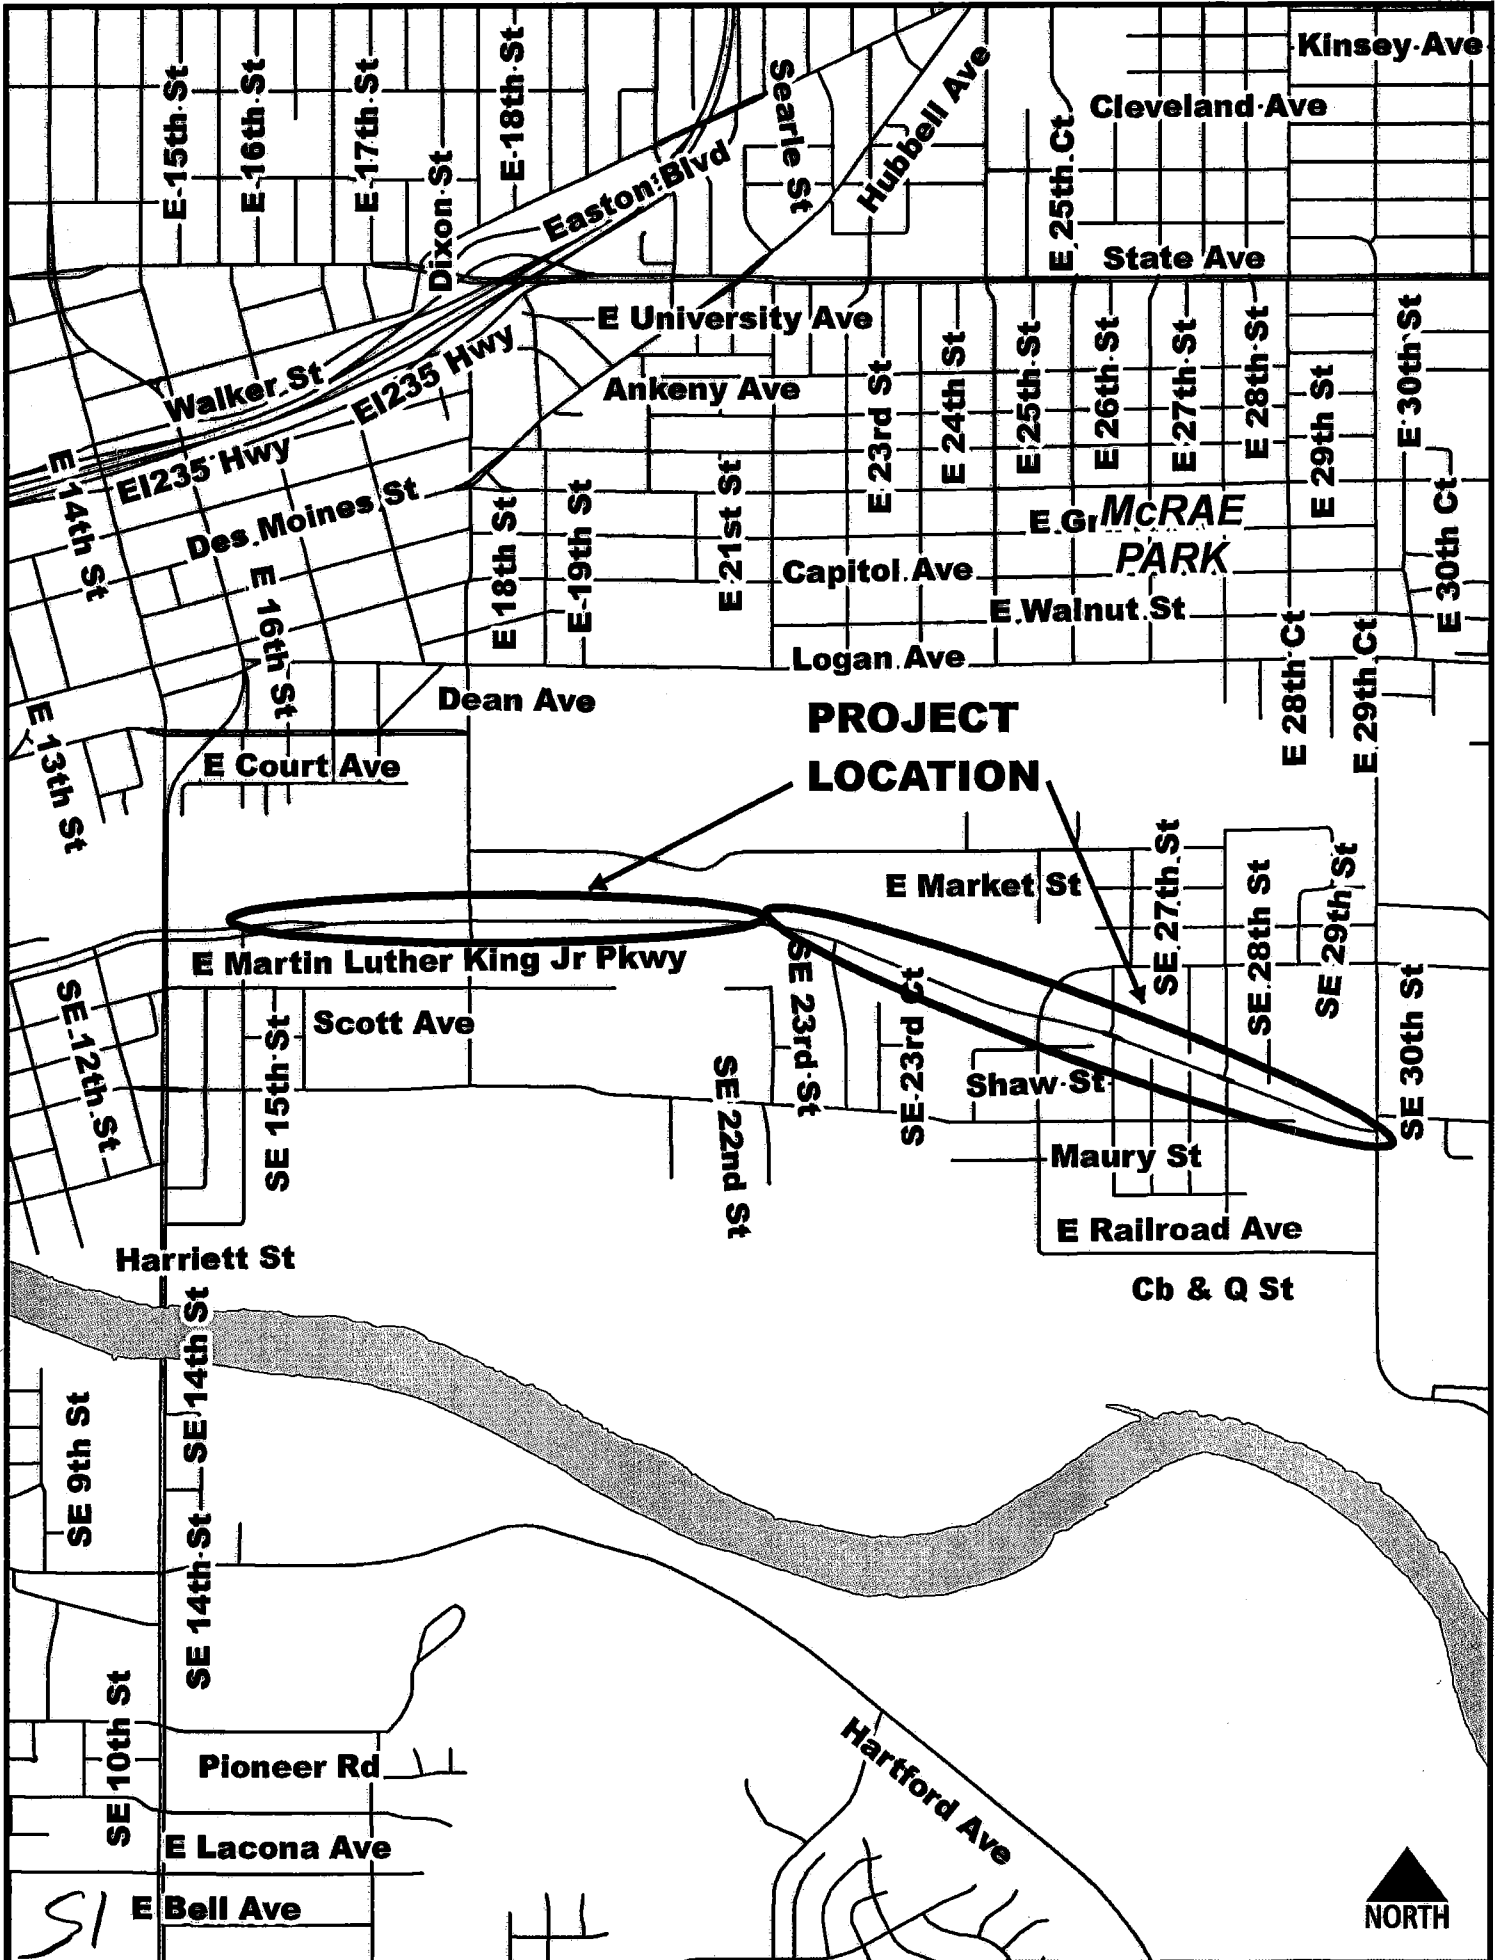 Kinsey Ave
E 15th St
E 16th St
E 17th St
E 18th St
Searle St
Hubbell Ave
Cleveland Ave
E 25th Ct
Dixon St
Easton Blvd
State Ave
E University Ave
E 30th St
Walker St
EI235 Hwy
Ankeny Ave
E 23rd St
E 24th St
E 25th St
E 26th St
E 27th St
E 28th St
E 29th St
E 14th St
EI235 Hwy
Des Moines St
E 18th St
E 19th St
E 21st St
E Gr
McRAE
PARK
E 30th Ct
Capitol Ave
E 16th St
E Walnut St
Logan Ave
E 28th Ct
E 29th Ct
Dean Ave
E 13th St
PROJECT
LOCATION
E Court Ave
E Market St
SE 27th St
SE 28th St
SE 29th St
E Martin Luther King Jr Pkwy
SE 12th St
Scott Ave
SE 15th St
SE 22nd St
SE 23rd St
SE 23rd Ct
Shaw St
SE 30th St
Maury St
E Railroad Ave
Harriett St
Cb & Q St
SE 14th St
SE 9th St
SE 14th St
SE 10th St
Pioneer Rd
Hartford Ave
E Lacona Ave
E Bell Ave
51
NORTH